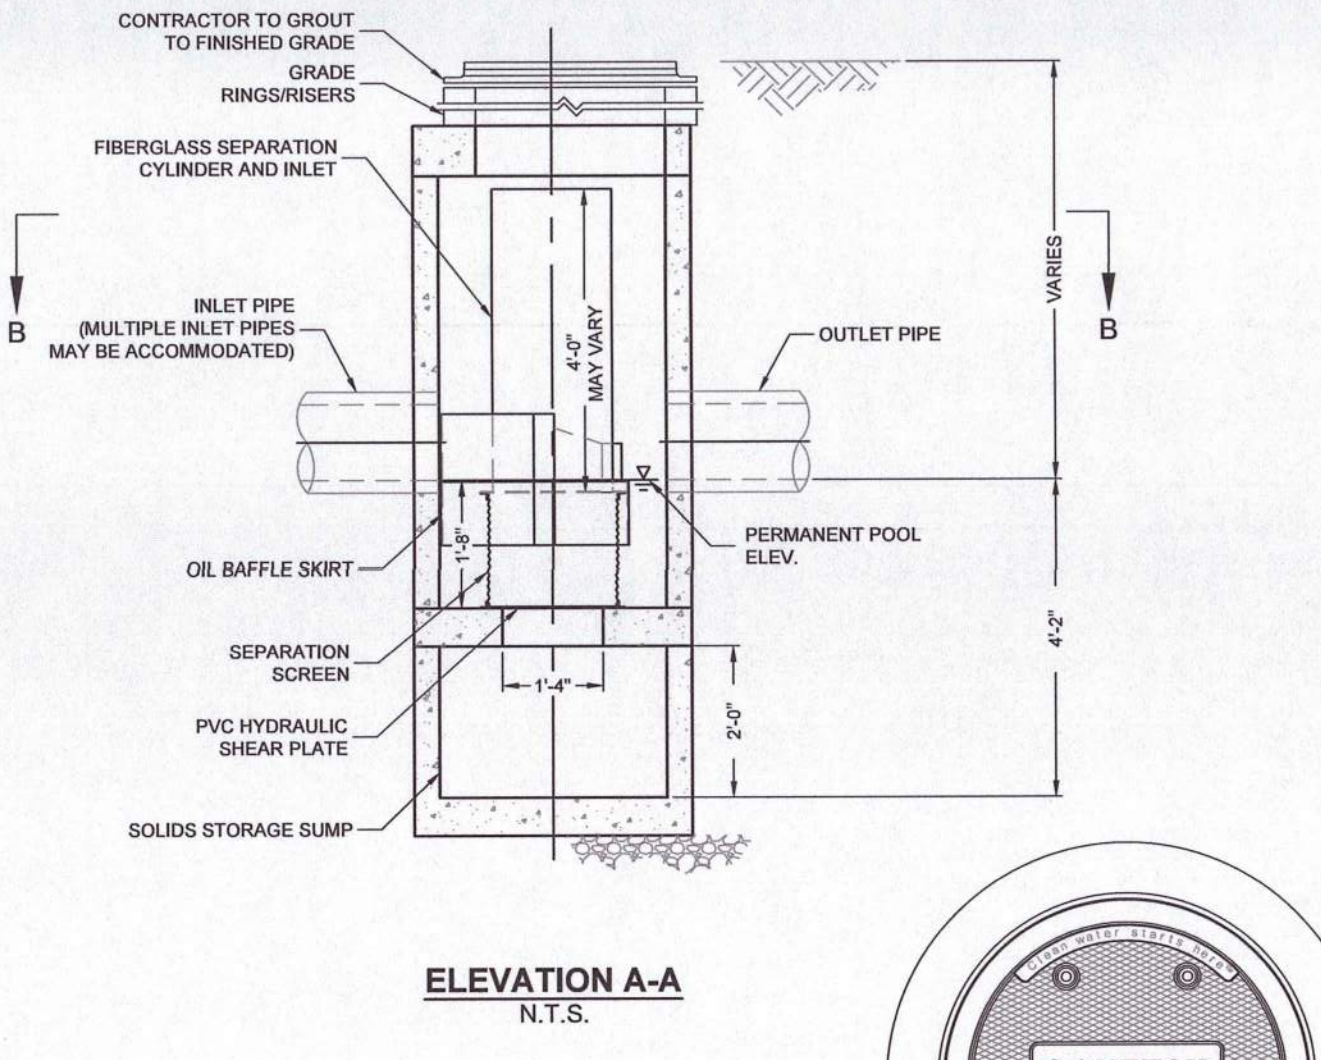 CONTRACTOR TO GROUT
TO FINISHED GRADE
GRADE
RINGS/RISERS
FIBERGLASS SEPARATION
CYLINDER AND INLET
B
INLET PIPE
(MULTIPLE INLET PIPES
MAY BE ACCOMMODATED)
4'-0"
MAY VARY
OUTLET PIPE
VARIES
B
OIL BAFFLE SKIRT
1'-8"
PERMANENT POOL
ELEV.
SEPARATION
SCREEN
1'-4"
4'-2"
PVC HYDRAULIC
SHEAR PLATE
2'-0"
SOLIDS STORAGE SUMP
ELEVATION A-A
N.T.S.
Clean water starts here